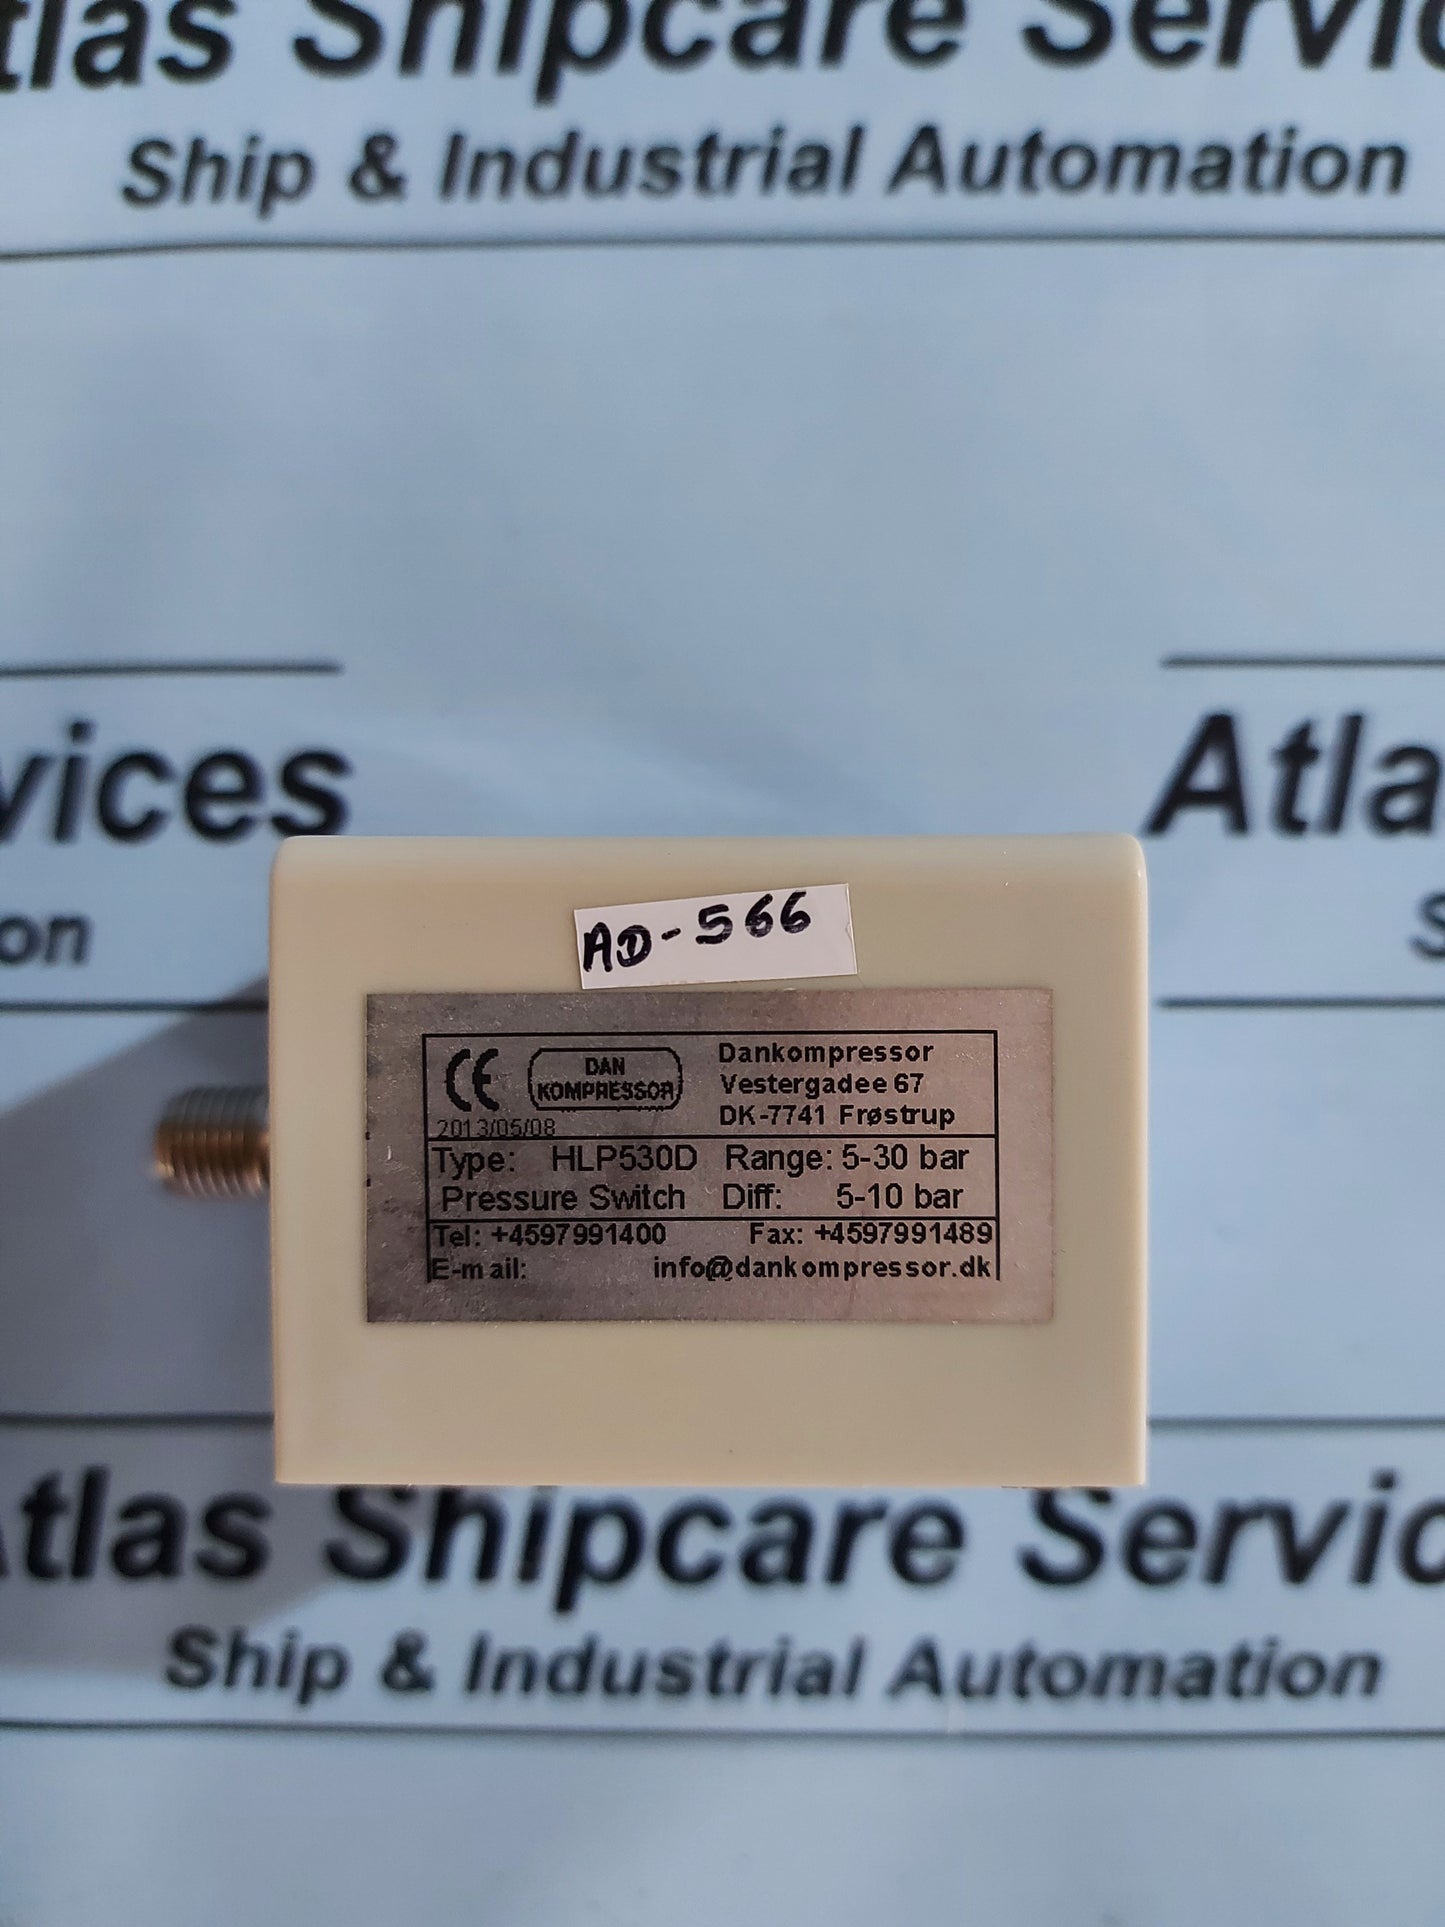 tlas Shipcare Servic
Ship & Industrial Automation
vices
Atla
on
S
AD-566
CE
DAN
KOMPRESSOR
Dankompressor
Vestergadee 67
DK-7741 Frøstrup
2013/05/08
Type: HLP530D Range: 5-30 bar
Pressure Switch Diff: 5-10 bar
Tel: +4597991400 Fax: +4597991489
E-mail: info@dankompressor.dk
Atlas Shipcare Servic
Ship & Industrial Automation